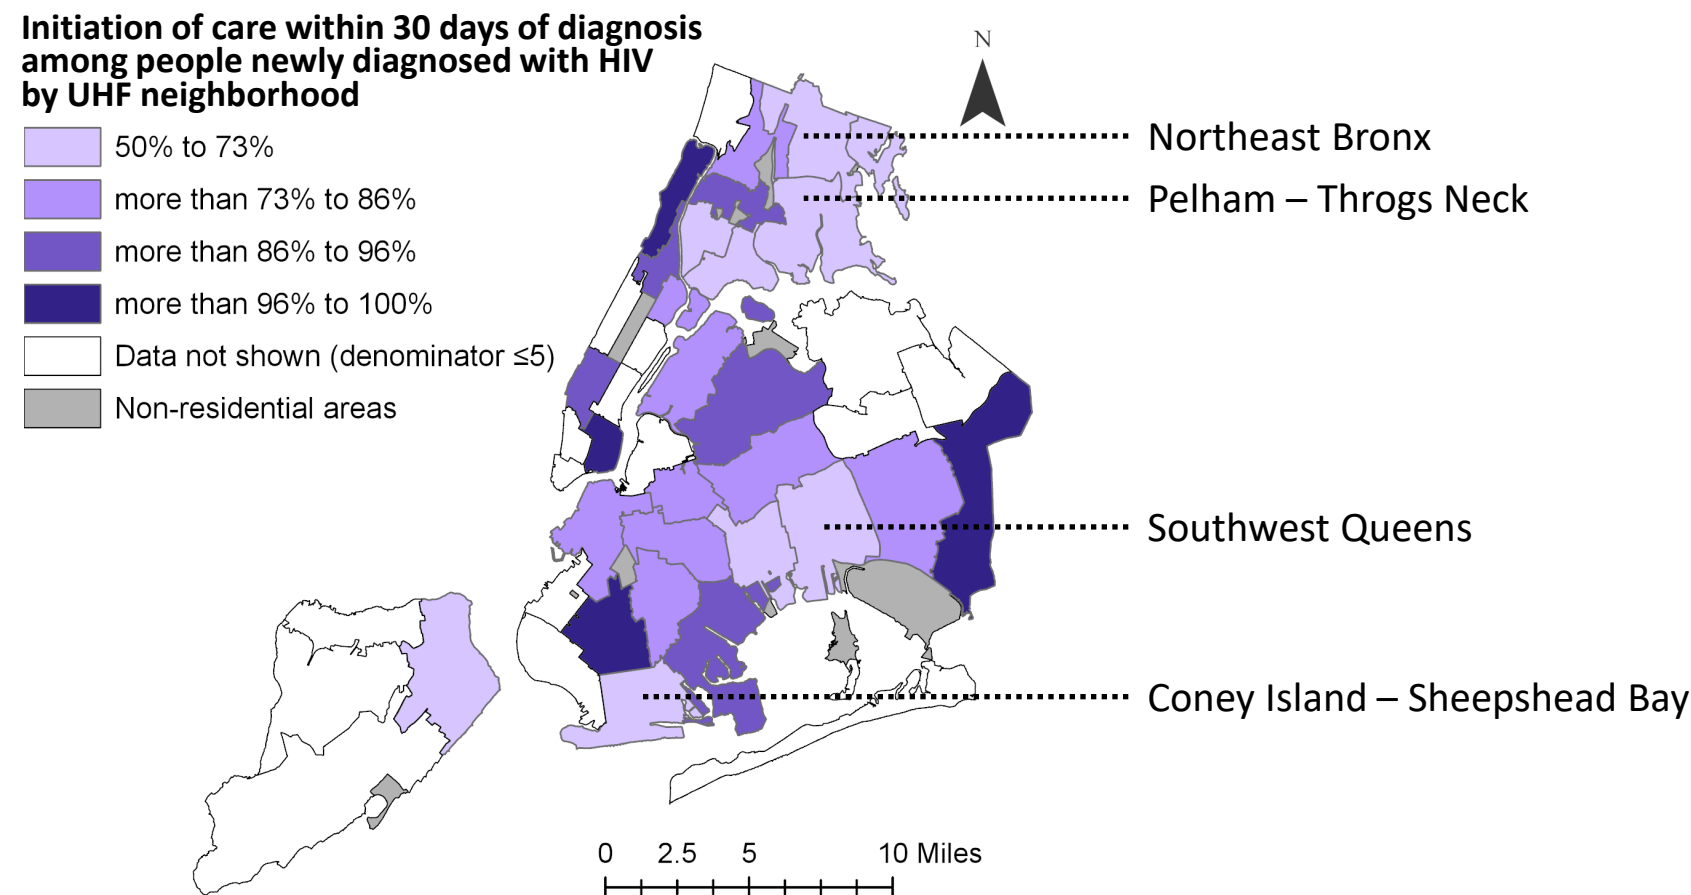 Initiation of care within 30 days of diagnosis
among people newly diagnosed with HIV
by UHF neighborhood
50% to 73%
more than 73% to 86%
more than 86% to 96%
more than 96% to 100%
Data not shown (denominator ≤5)
Non-residential areas
N
Northeast Bronx
Pelham – Throgs Neck
Southwest Queens
Coney Island – Sheepshead Bay
0 2.5 5 10 Miles